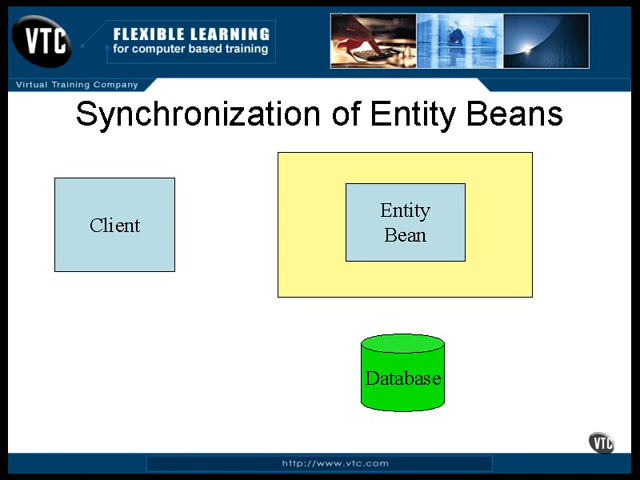 VTC
FLEXIBLE LEARNING
for computer based training
Virtual Training Company
Synchronization of Entity Beans
Client
Entity
Bean
Database
VTC
http://www.vtc.com